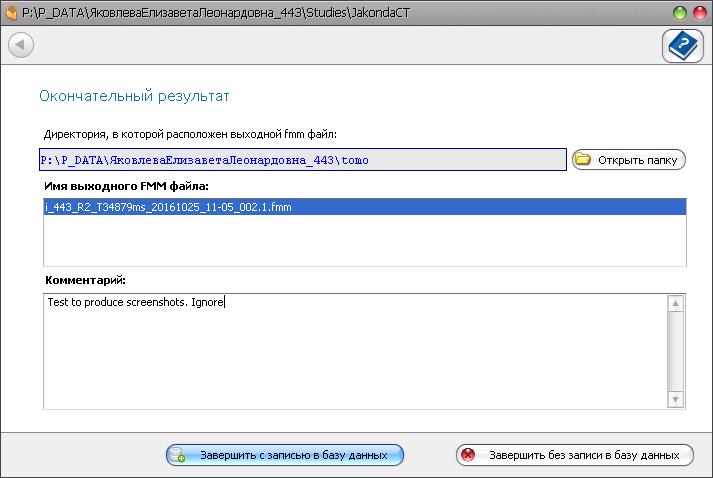 P:\P_DATA\ЯковлеваЕлизаветаЛеонардовна_443\Studies\JakondaCT
?
Окончательный результат
Директория, в которой расположен выходной fmm файл:
P:\P_DATA\ЯковлеваЕлизаветаЛеонардовна_443\tomo
Открыть папку
Имя выходного FMM файла:
i_443_R2_T34879ms_20161025_11-05_002.1.fmm
Комментарий:
Test to produce screenshots. Ignore
Завершить с записью в базу данных
Завершить без записи в базу данных